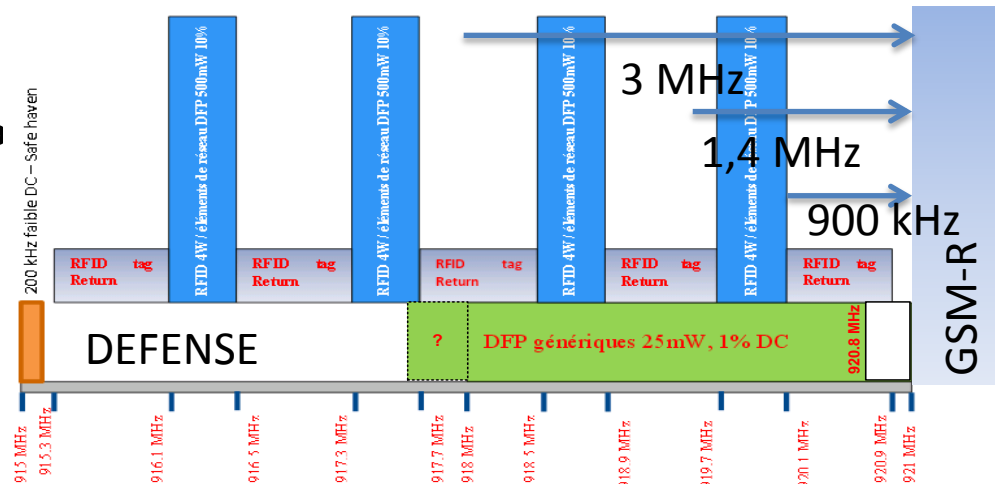 200 kHz faible DC – Safe haven
RFID 4W / éléments de réseau DFP 500mW 10%
RFID 4W / éléments de réseau DFP 500mW 10%
RFID 4W / éléments de réseau DFP 500mW 10%
RFID 4W / éléments de réseau DFP 500mW 10%
3 MHz
1,4 MHz
900 kHz
GSM-R
RFID tag
Return
RFID tag
Return
RFID tag
Return
RFID tag
Return
RFID tag
Return
DEFENSE
?
DFP génériques 25mW, 1% DC
920.8 MHz
915 MHz
915.3 MHz
916.1 MHz
916.5 MHz
917.3 MHz
917.7 MHz
918 MHz
918.5 MHz
918.9 MHz
919.7 MHz
920.1 MHz
920.9 MHz
921 MHz